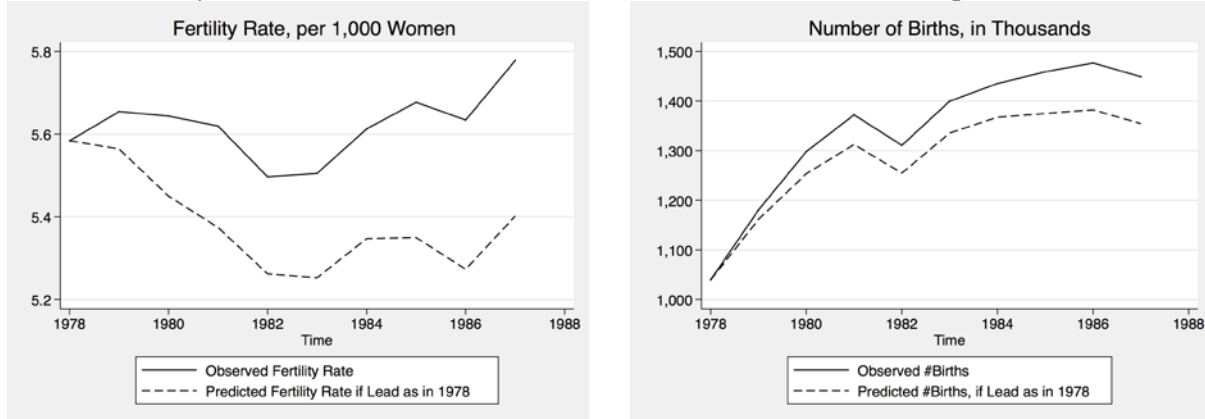 Fertility Rate, per 1,000 Women
5.8
5.6
5.4
5.2
1978 1980 1982 1984 1986 1988
Time
Observed Fertility Rate
Predicted Fertility Rate if Lead as in 1978
Number of Births, in Thousands
1,500
1,400
1,300
1,200
1,100
1,000
1978 1980 1982 1984 1986 1988
Time
Observed #Births
Predicted #Births, if Lead as in 1978